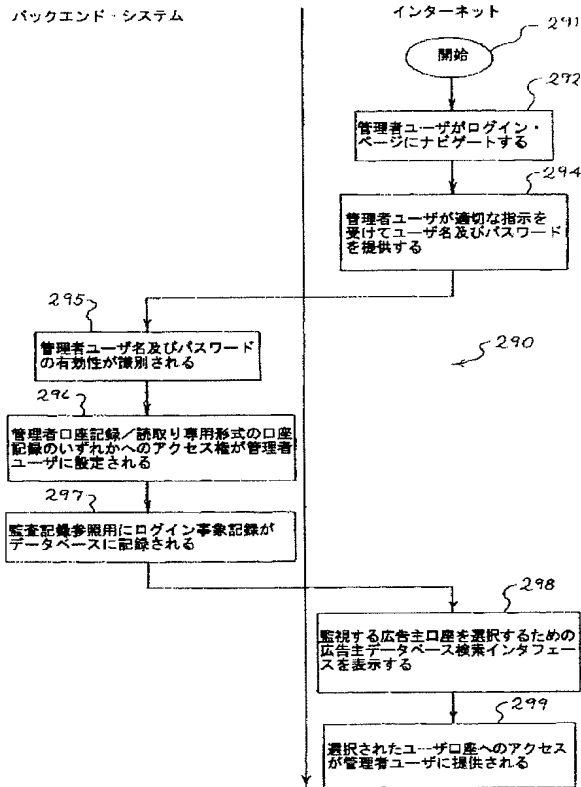 バックエンド・システム
インターネット
291
開始
292
管理者ユーザがログイン・
ページにナビゲートする
294
管理者ユーザが適切な指示を
受けてユーザ名及びパスワード
を提供する
295
管理者ユーザ名及びパスワード
の有効性が識別される
290
296
管理者口座記録／読取り専用形式の口座
記録のいずれかへのアクセス権が管理者
ユーザに設定される
297
監査記録参照用にログイン事象記録が
データベースに記録される
298
監視する広告主口座を選択するための
広告主データベース検索インタフェー
スを表示する
299
選択されたユーザ口座へのアクセス
が管理者ユーザに提供される